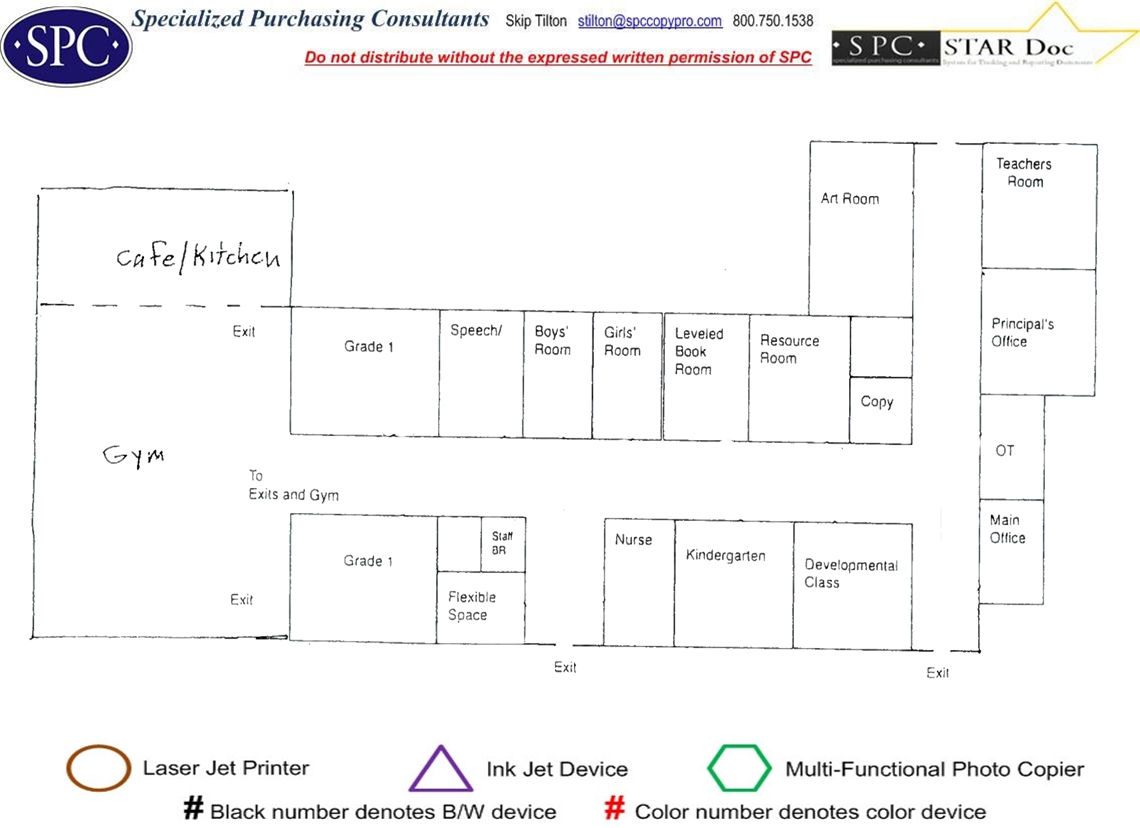 ·SPC·
Specialized Purchasing Consultants Skip Tilton stilton@spccopypro.com 800.750.1538
Do not distribute without the expressed written permission of SPC
·SPC· STAR Doc
specialized purchasing consultants System for Tracking and Reporting Documents
Teachers
Room
Art Room
Cafe/Kitchen
Exit
Grade 1
Speech/
Boys'
Room
Girls'
Room
Leveled
Book
Room
Resource
Room
Copy
Principal's
Office
Gym
To
Exits and Gym
OT
Main
Office
Grade 1
Staff
BR
Flexible
Space
Nurse
Kindergarten
Developmental
Class
Exit
Exit
Exit
Laser Jet Printer
Ink Jet Device
Multi-Functional Photo Copier
# Black number denotes B/W device
# Color number denotes color device